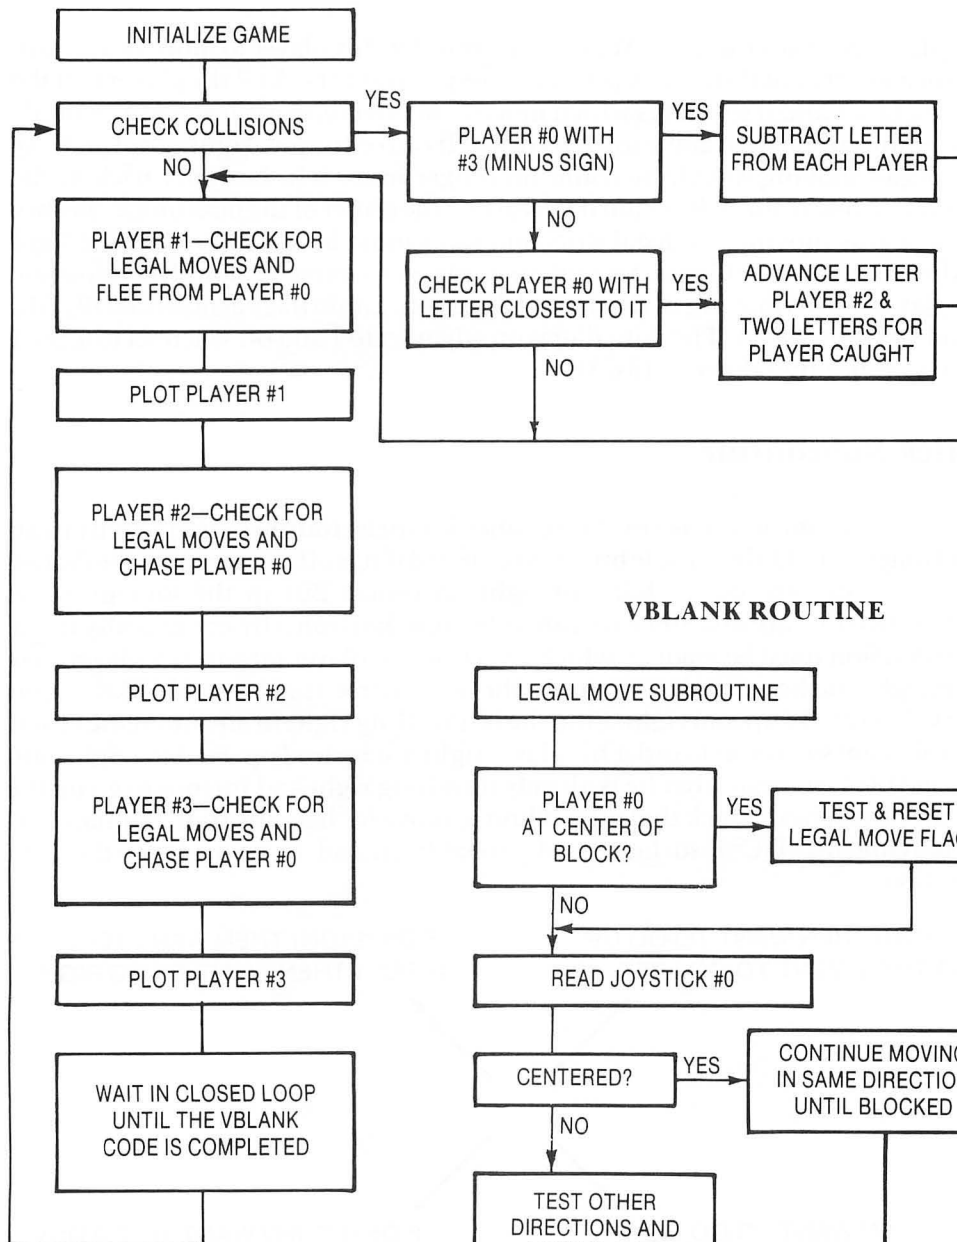 INITIALIZE GAME
CHECK COLLISIONS
YES
PLAYER #0 WITH
#3 (MINUS SIGN)
YES
SUBTRACT LETTER
FROM EACH PLAYER
NO
NO
PLAYER #1—CHECK FOR
LEGAL MOVES AND
FLEE FROM PLAYER #0
CHECK PLAYER #0 WITH
LETTER CLOSEST TO IT
YES
ADVANCE LETTER
PLAYER #2 &
TWO LETTERS FOR
PLAYER CAUGHT
NO
PLOT PLAYER #1
PLAYER #2—CHECK FOR
LEGAL MOVES AND
CHASE PLAYER #0
PLOT PLAYER #2
PLAYER #3—CHECK FOR
LEGAL MOVES AND
CHASE PLAYER #0
PLOT PLAYER #3
WAIT IN CLOSED LOOP
UNTIL THE VBLANK
CODE IS COMPLETED
VBLANK ROUTINE
LEGAL MOVE SUBROUTINE
PLAYER #0
AT CENTER OF
BLOCK?
YES
TEST & RESET
LEGAL MOVE
NO
READ JOYSTICK #0
CENTERED?
YES
CONTINUE
IN SAME
UNTIL BLOCKED
NO
TEST OTHER
DIRECTIONS AND